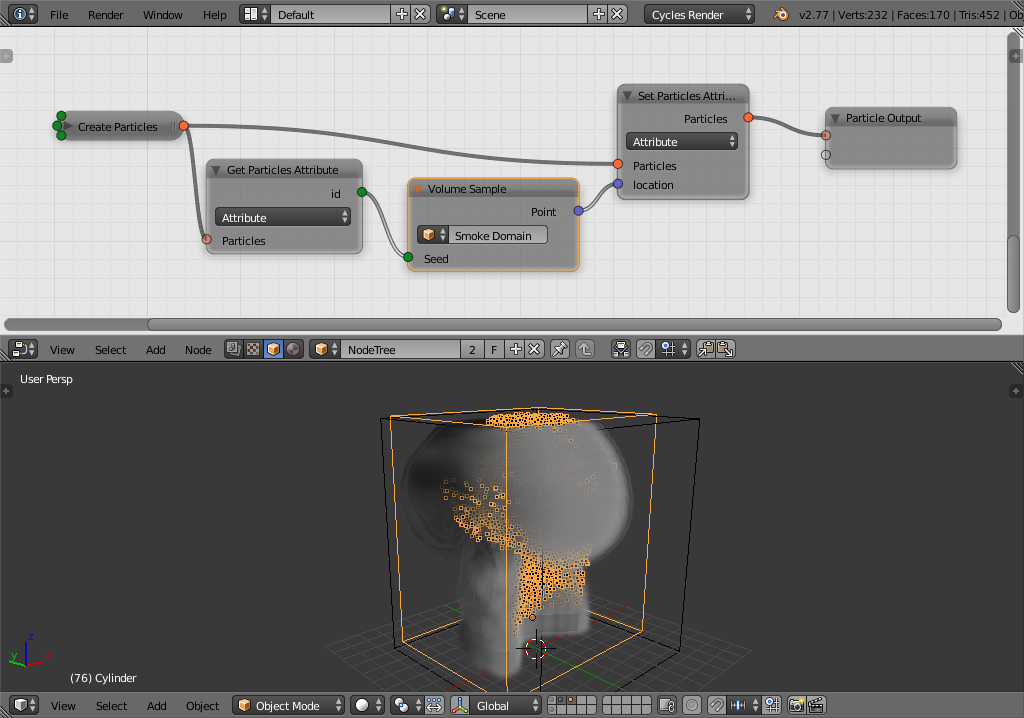 File Render Window Help Default Scene Cycles Render v2.77 | Verts:232 | Faces:170 | Tris:452 | Ob
Create Particles
Get Particles Attribute
id
Attribute
Particles
Volume Sample
Point
Smoke Domain
Seed
Set Particles Attri...
Particles
Attribute
Particles
location
Particle Output
View Select Add Node NodeTree 2 F
User Persp
z
y x
(76) Cylinder
View Select Add Object Object Mode Global